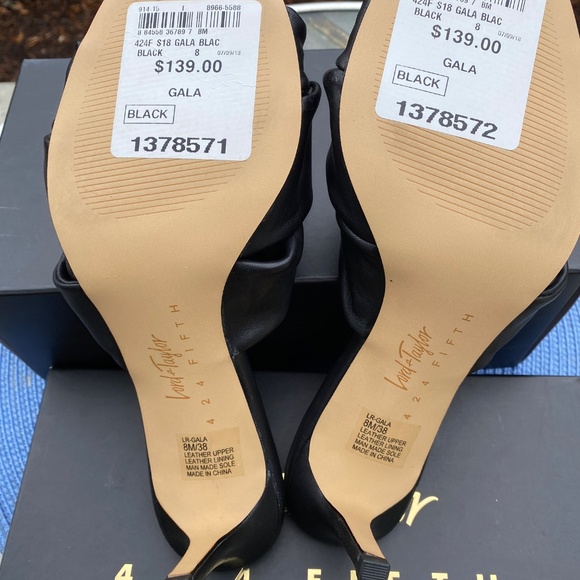 914-15 1 8966-5588
8 84558 36789 7 8M
424F S18 GALA BLAC
BLACK 8 07/09/18
$139.00
GALA
BLACK
1378571
424F S18 GALA BLAC
BLACK 8 07/09/18
$139.00
GALA
BLACK
1378572
Lord & Taylor
424 FIFTH
LR-GALA
8M/38
LEATHER UPPER
LEATHER LINING
MAN MADE SOLE
MADE IN CHINA
Lord & Taylor
424 FIFTH
LR-GALA
8M/38
LEATHER UPPER
LEATHER LINING
MAN MADE SOLE
MADE IN CHINA
FIFTH